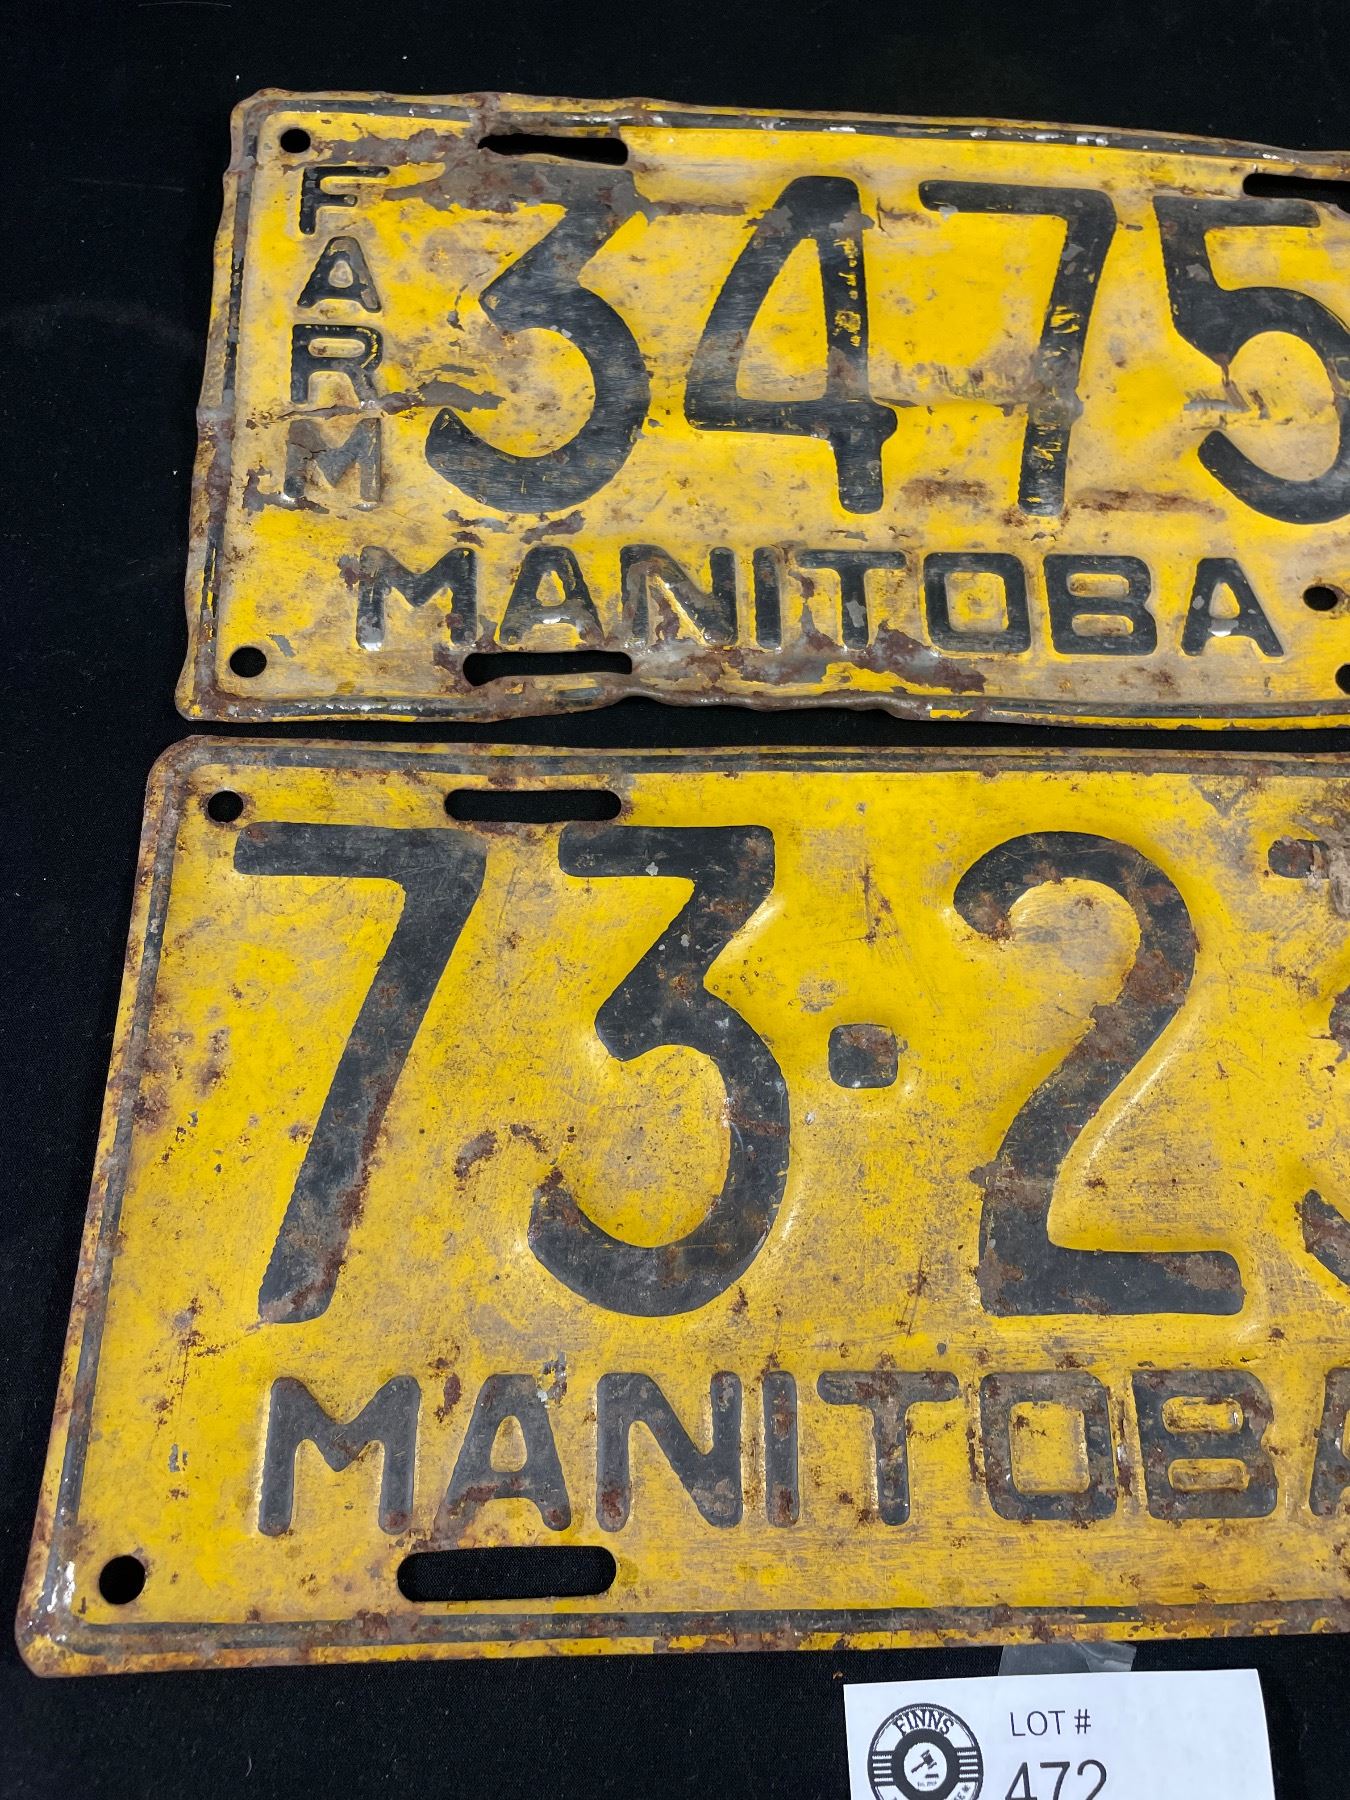 FARM
3475
MANITOBA
73·23
MANITOBA
FINNS
LOT #
472